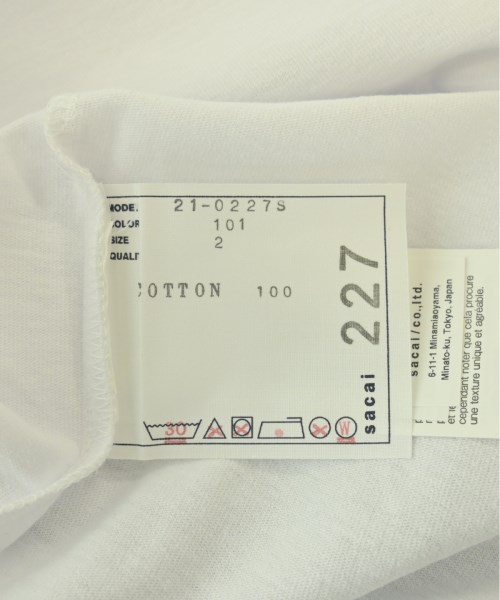 MODE. 21-0227S
COLOR 101
SIZE 2
QUALI
COTTON 100
227
sacai
30
W
sacai/co.,ltd.
6-11-1 Minamiaoyama,
Minato-ku, Tokyo, Japan
et le
cependant noter que cela procure
une texture unique et agréable.